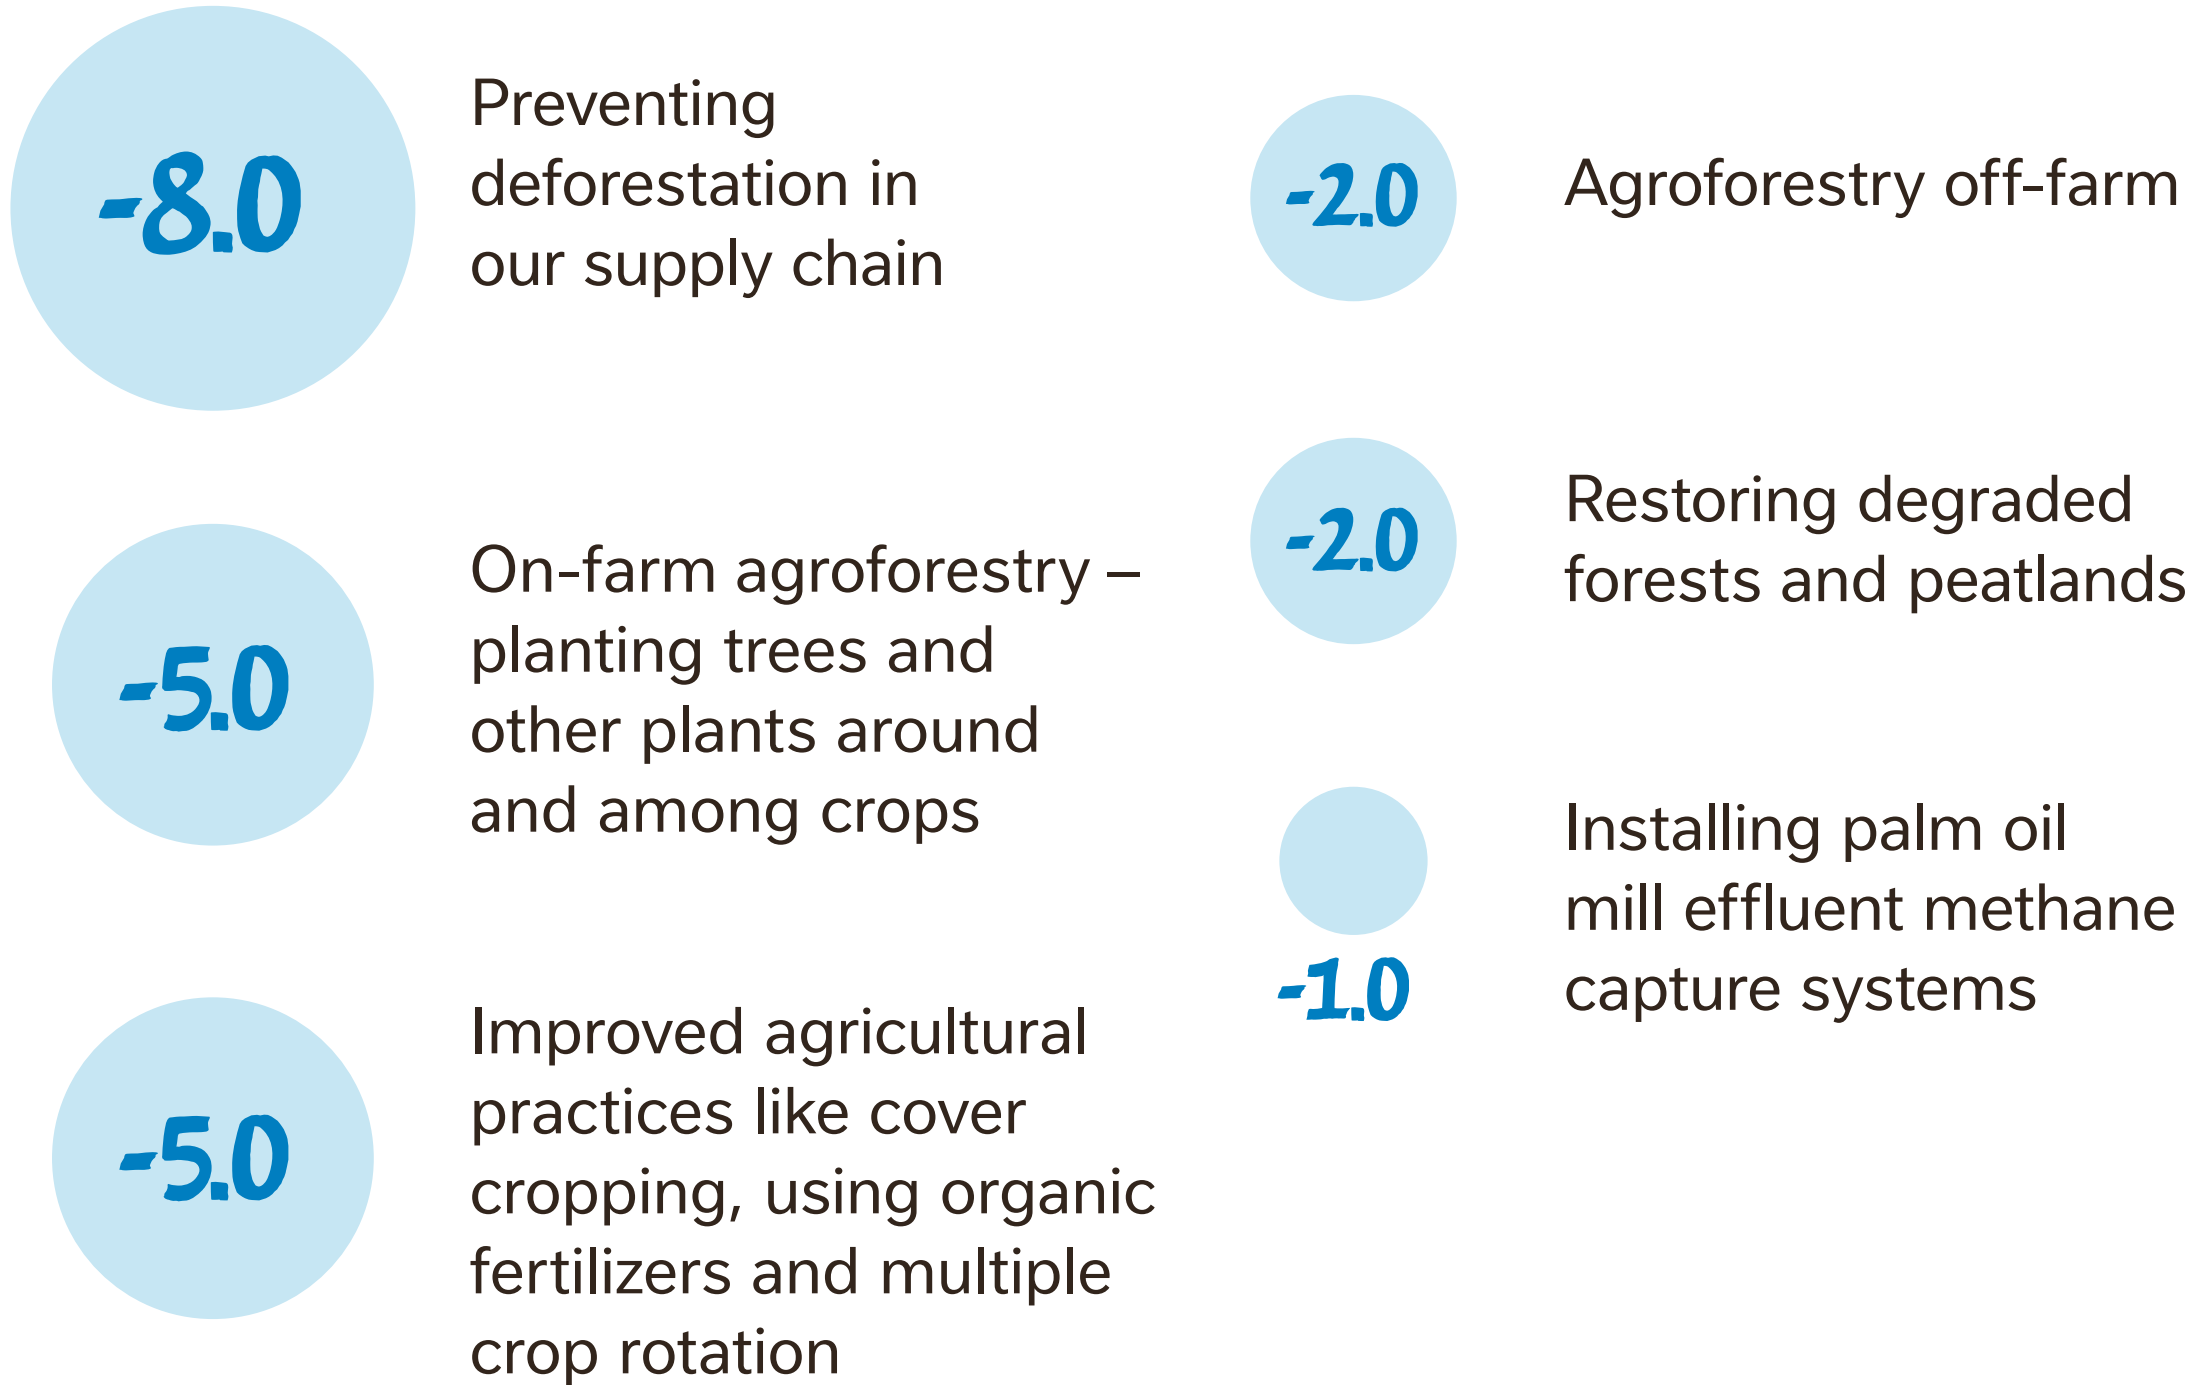 -8.0
Preventing
deforestation in
our supply chain
-5.0
On-farm agroforestry –
planting trees and
other plants around
and among crops
-5.0
Improved agricultural
practices like cover
cropping, using organic
fertilizers and multiple
crop rotation
-2.0
Agroforestry off-farm
-2.0
Restoring degraded
forests and peatlands
-1.0
Installing palm oil
mill effluent methane
capture systems